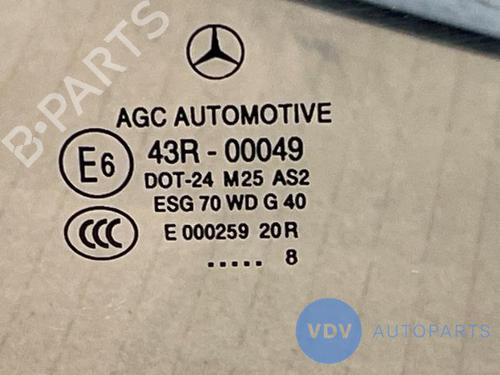 B-PARTS
AGC AUTOMOTIVE
E6
43R - 00049
DOT-24 M25 AS2
ESG 70 WD G 40
CCC
E 000259 20 R
..... 8
VDV AUTOPARTS